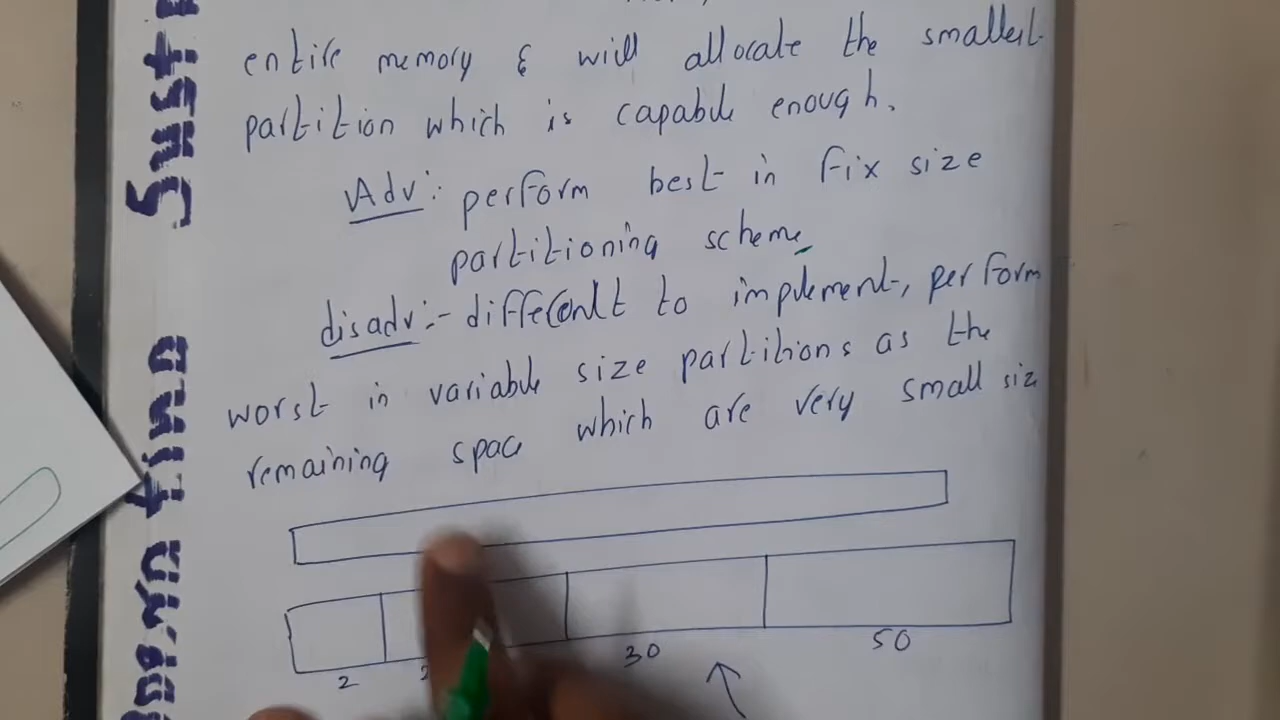 entire memory & will allocate the smallest
partition which is capable enough.
Adv: perform best in fix size
partitioning scheme
disadv:- differenlt to implement, perform
worst in variable size partitions as the
remaining space which are very small siz
2 30 50